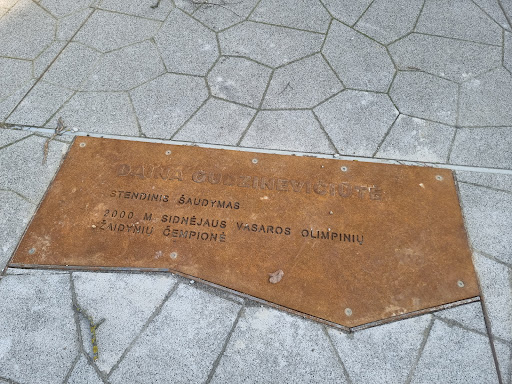 DAINA GUDZINEVIČIŪTĖ
STENDINIS ŠAUDYMAS
2000 M. SIDNĖJAUS VASAROS OLIMPINIŲ
ŽAIDYNIŲ ČEMPIONĖ